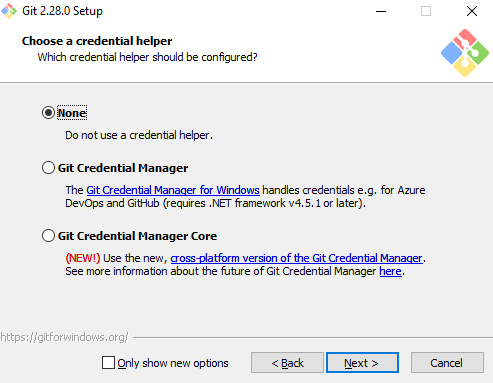 Git 2.28.0 Setup
Choose a credential helper
Which credential helper should be configured?
None
Do not use a credential helper.
Git Credential Manager
The Git Credential Manager for Windows handles credentials e.g. for Azure
DevOps and GitHub (requires .NET framework v4.5.1 or later).
Git Credential Manager Core
(NEW!) Use the new, cross-platform version of the Git Credential Manager.
See more information about the future of Git Credential Manager here.
https://gitforwindows.org/
Only show new options
< Back
Next >
Cancel